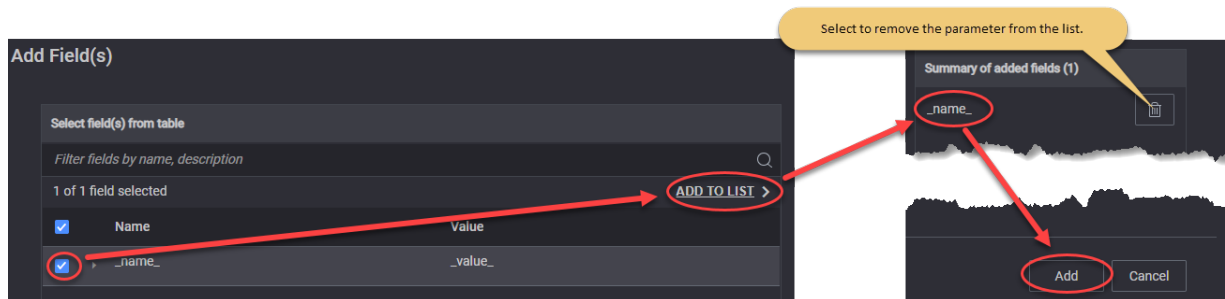 Select to remove the parameter from the list.
Add Field(s)
Select field(s) from table
Filter fields by name, description
1 of 1 field selected
ADD TO LIST >
Name Value
_name_ _value_
Summary of added fields (1)
_name_
Add Cancel